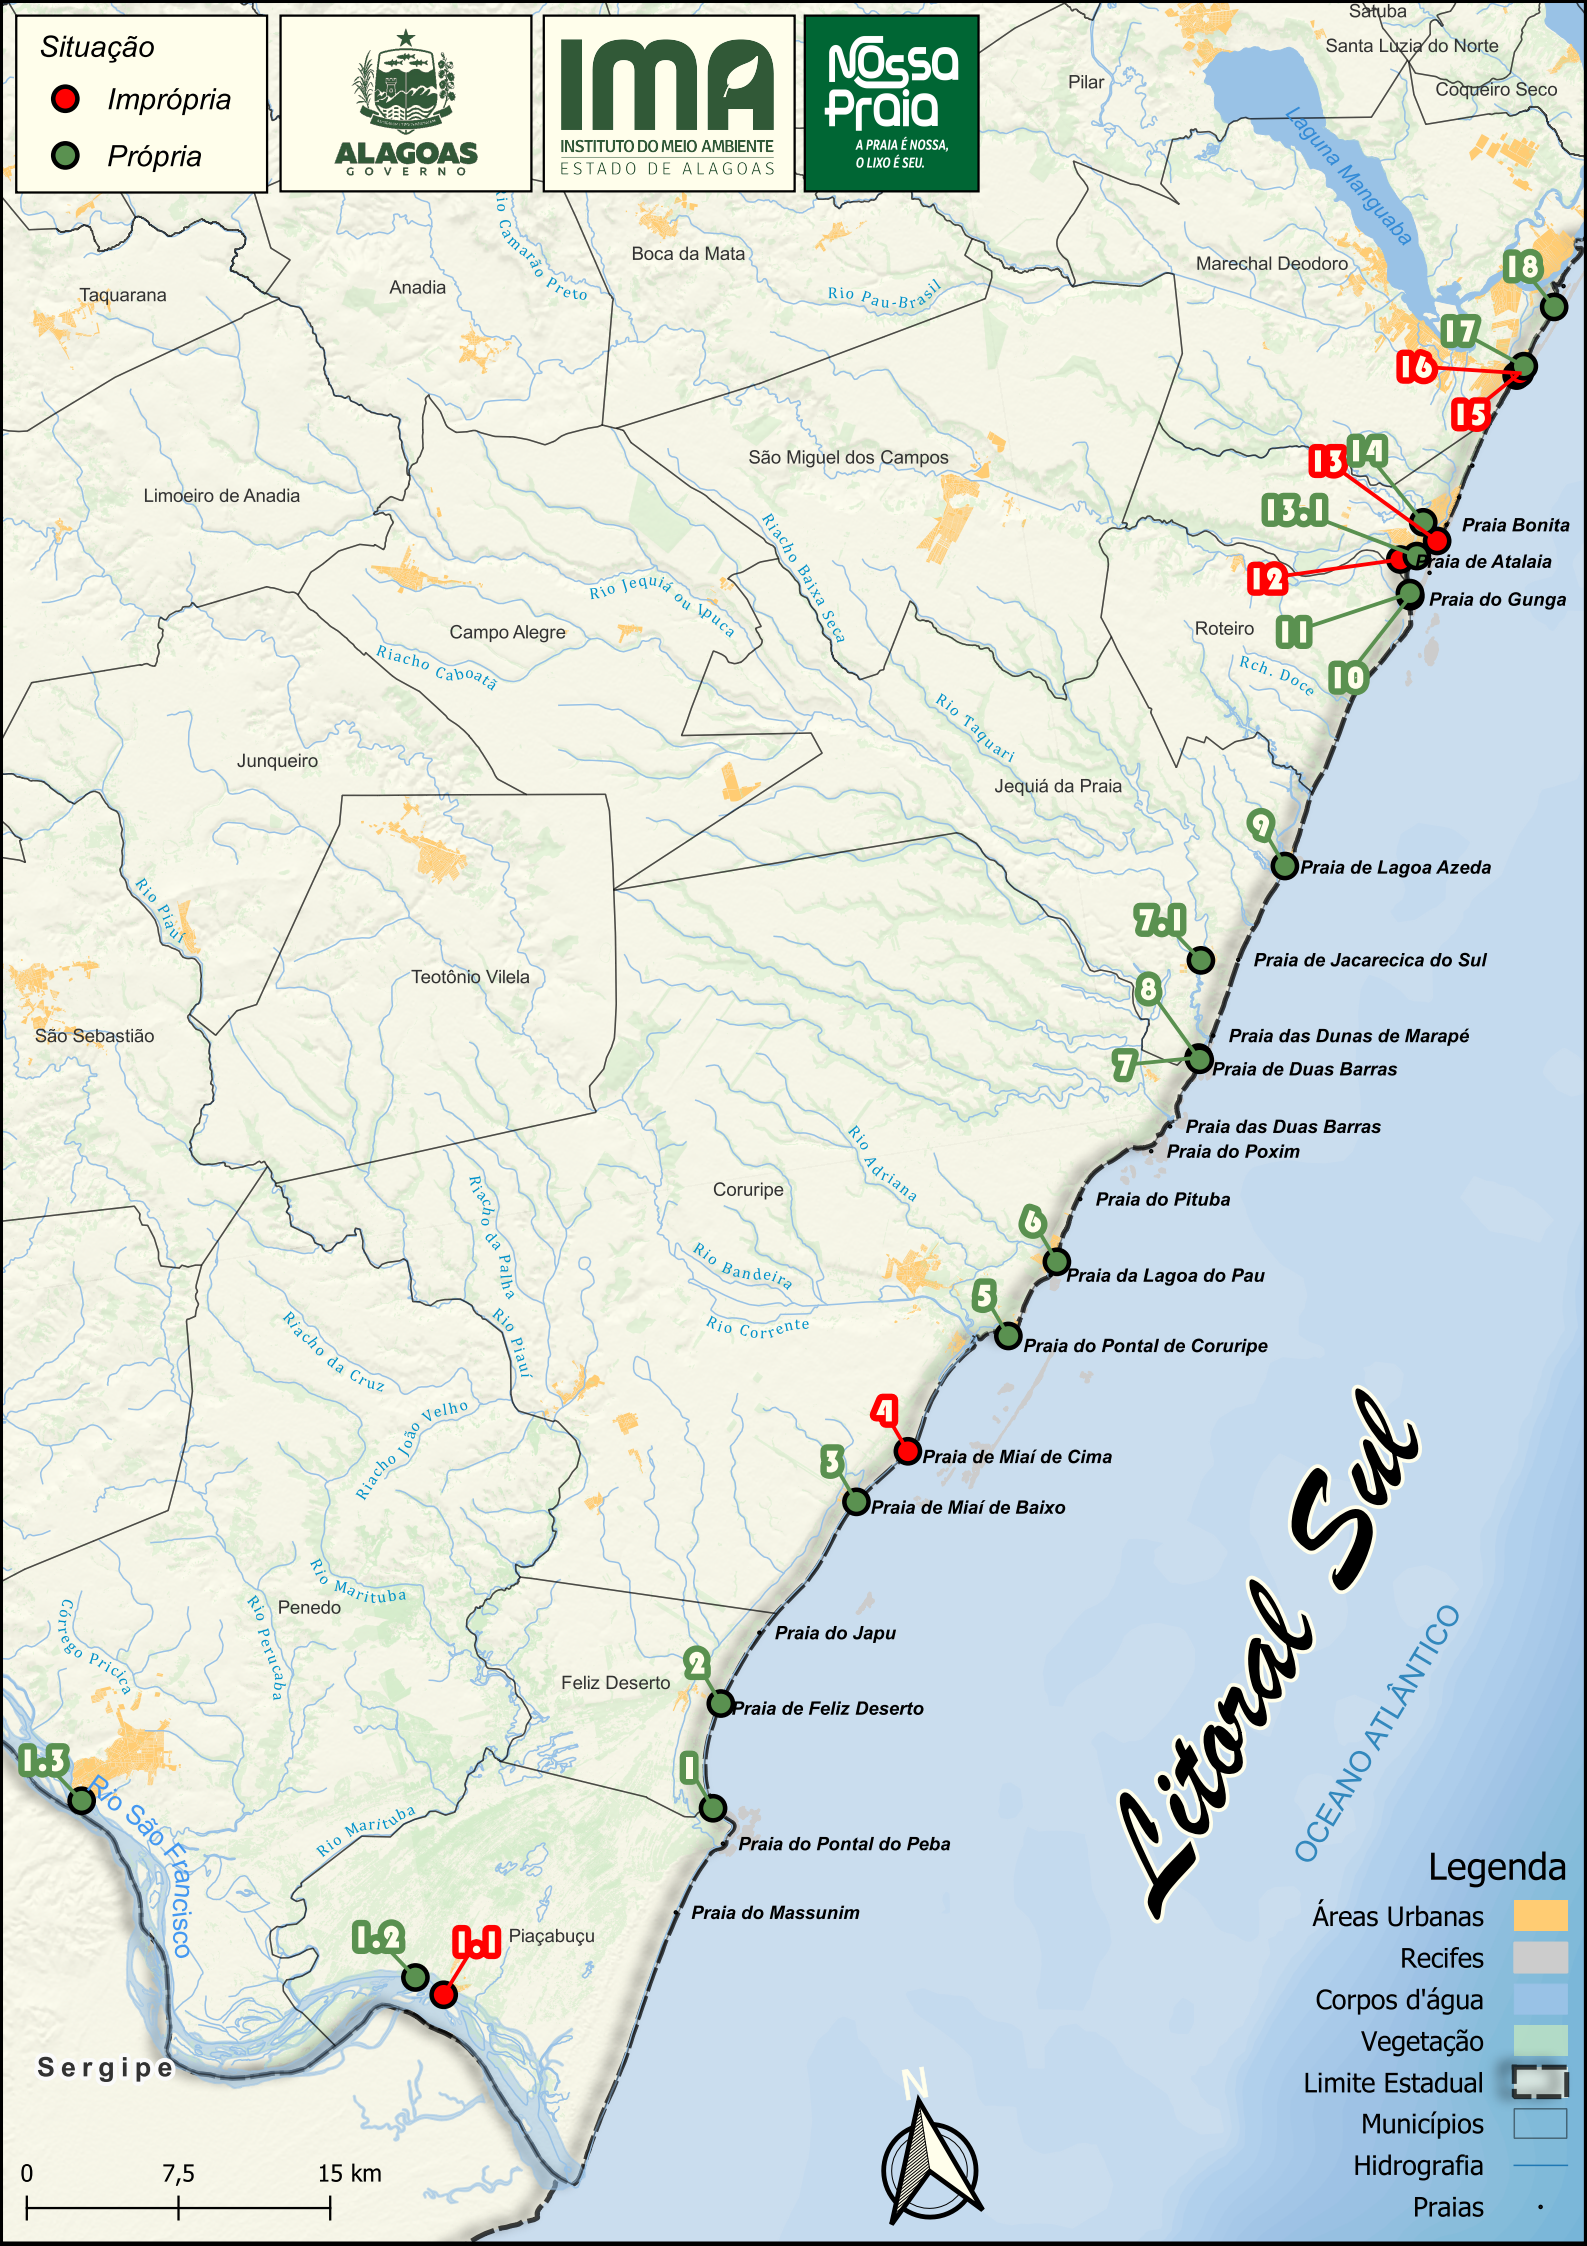 Situação
Imprópria
Própria
ALAGOAS
GOVERNO
IMA
INSTITUTO DO MEIO AMBIENTE
ESTADO DE ALAGOAS
Nossa
Praia
A PRAIA É NOSSA,
O LIXO É SEU.
Satuba
Santa Luzia do Norte
Pilar
Coqueiro Seco
Laguna Manguaba
Rio Camarão Preto
Boca da Mata
Marechal Deodoro
18
Anadia
Taquarana
Rio Pau-Brasil
17
16
15
14
13
São Miguel dos Campos
Limoeiro de Anadia
13.1
Praia Bonita
Riacho Baixa Seca
Praia de Atalaia
12
Rio Jequiá ou Ipuca
Praia do Gunga
Campo Alegre
Roteiro
11
Riacho Caboatã
Rch. Doce
10
Rio Taquari
Junqueiro
Jequiá da Praia
9
Praia de Lagoa Azeda
Rio Piauí
7.1
Praia de Jacarecica do Sul
Teotônio Vilela
8
São Sebastião
Praia das Dunas de Marapé
7
Praia de Duas Barras
Praia das Duas Barras
Praia do Poxim
Rio Adriana
Coruripe
Praia do Pituba
Riacho da Palha
6
Rio Bandeira
Praia da Lagoa do Pau
5
Rio Corrente
Riacho da Cruz
Rio Piauí
Praia do Pontal de Coruripe
4
Riacho João Velho
3
Praia de Miaí de Cima
Praia de Miaí de Baixo
Litoral Sul
Rio Marituba
Penedo
Córrego Pricica
Rio Perucaba
Praia do Japu
2
Feliz Deserto
Praia de Feliz Deserto
OCEANO ATLÂNTICO
1.3
1
Rio São Francisco
Rio Marituba
Praia do Pontal do Peba
Praia do Massunim
1.2
1.1
Piaçabuçu
Sergipe
Legenda
Áreas Urbanas
Recifes
Corpos d'água
Vegetação
Limite Estadual
Municípios
Hidrografia
Praias
N
0 7,5 15 km